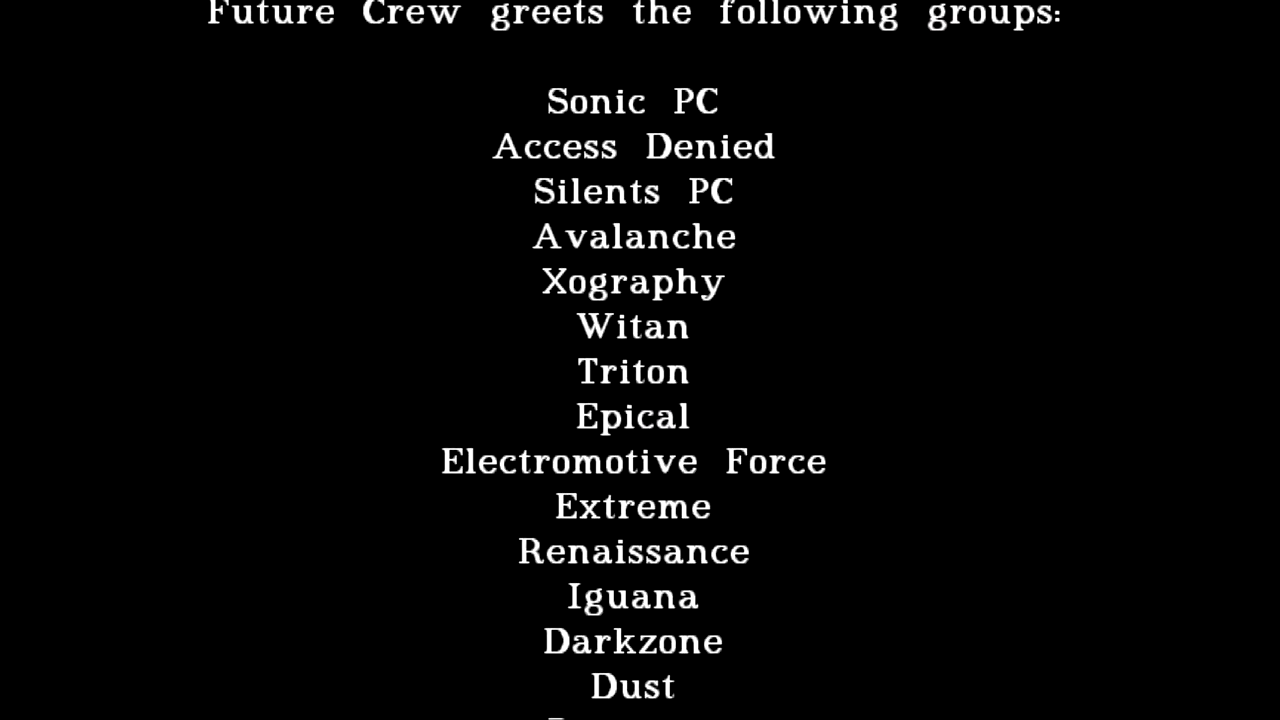 Future Crew greets the following groups:
Sonic PC
Access Denied
Silents PC
Avalanche
Xography
Witan
Triton
Epical
Electromotive Force
Extreme
Renaissance
Iguana
Darkzone
Dust